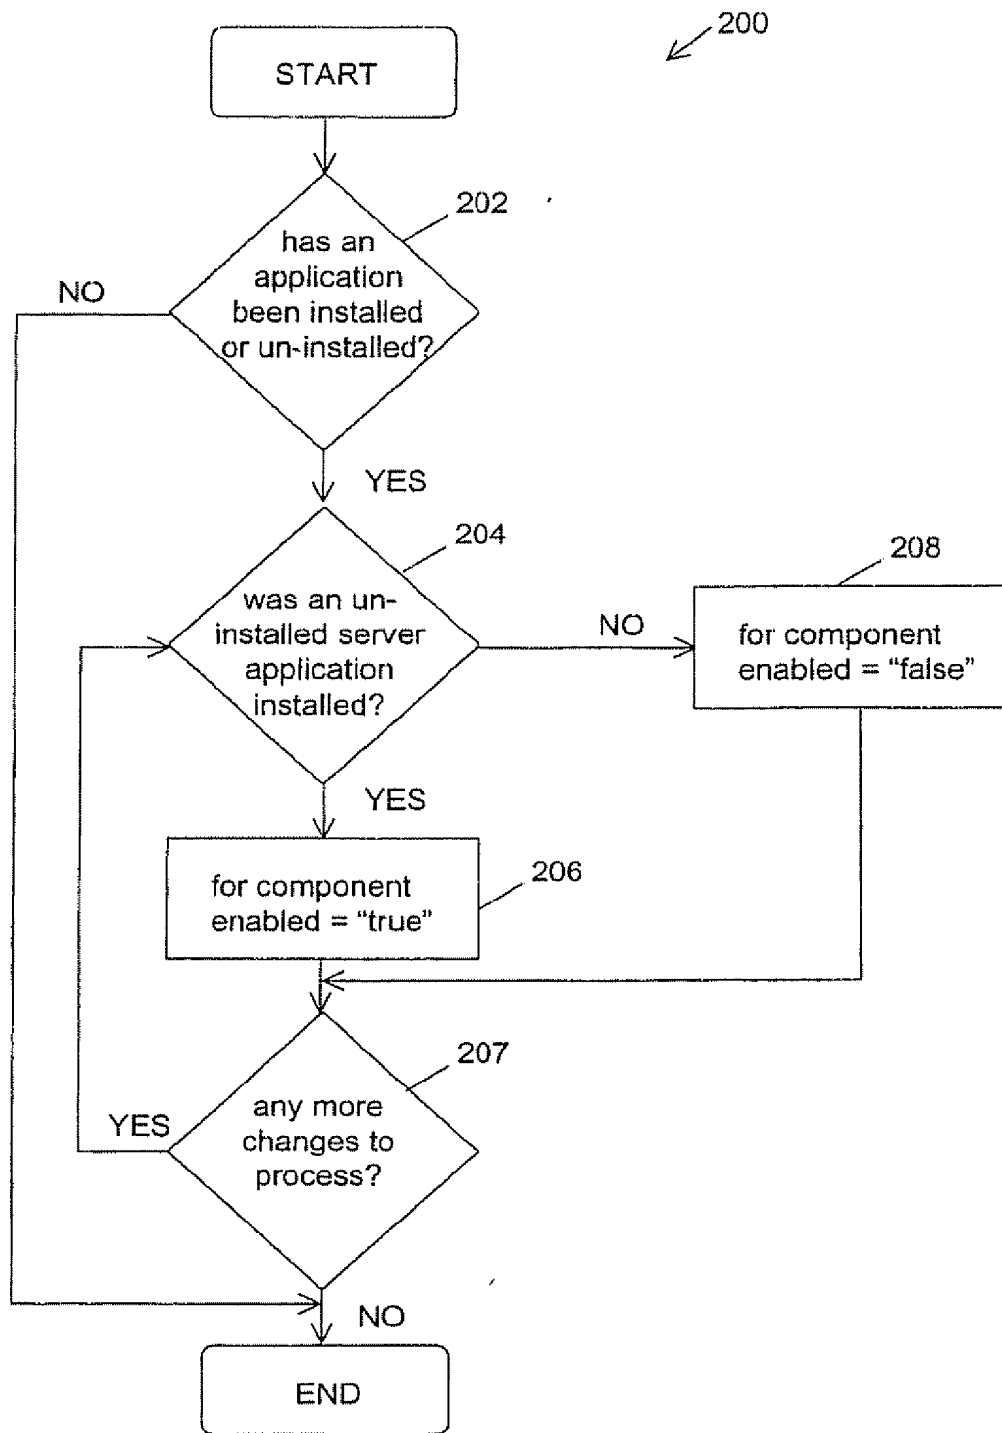 200
START
202
has an
application
been installed
or un-installed?
NO
YES
204
was an un-
installed server
application
installed?
NO
208
for component
enabled = “false”
YES
206
for component
enabled = “true”
207
any more
changes to
process?
YES
NO
END